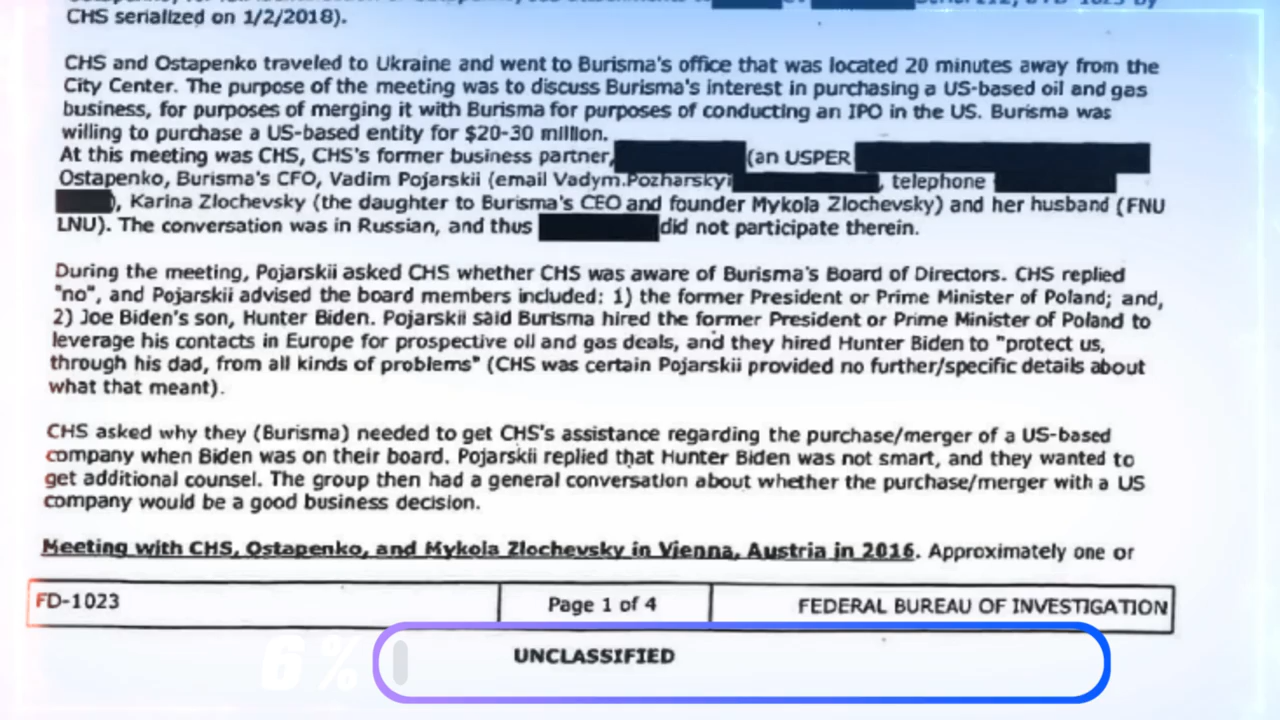 CHS serialized on 1/2/2018).
CHS and Ostapenko traveled to Ukraine and went to Burisma's office that was located 20 minutes away from the
City Center. The purpose of the meeting was to discuss Burisma's interest in purchasing a US-based oil and gas
business, for purposes of merging it with Burisma for purposes of conducting an IPO in the US. Burisma was
willing to purchase a US-based entity for $20-30 million.
At this meeting was CHS, CHS's former business partner, (an USPER
Ostapenko, Burisma's CFO, Vadim Pojarskii (email Vadym.Pozharskyi , telephone
), Karina Zlochevsky (the daughter to Burisma's CEO and founder Mykola Zlochevsky) and her husband (FNU
LNU). The conversation was in Russian, and thus did not participate therein.
During the meeting, Pojarskii asked CHS whether CHS was aware of Burisma's Board of Directors. CHS replied
"no", and Pojarskii advised the board members included: 1) the former President or Prime Minister of Poland; and,
2) Joe Biden's son, Hunter Biden. Pojarskii said Burisma hired the former President or Prime Minister of Poland to
leverage his contacts in Europe for prospective oil and gas deals, and they hired Hunter Biden to "protect us,
through his dad, from all kinds of problems" (CHS was certain Pojarskii provided no further/specific details about
what that meant).
CHS asked why they (Burisma) needed to get CHS's assistance regarding the purchase/merger of a US-based
company when Biden was on their board. Pojarskii replied that Hunter Biden was not smart, and they wanted to
get additional counsel. The group then had a general conversation about whether the purchase/merger with a US
company would be a good business decision.
Meeting with CHS, Ostapenko, and Mykola Zlochevsky in Vienna, Austria in 2016. Approximately one or
FD-1023
Page 1 of 4
FEDERAL BUREAU OF INVESTIGATION
6%
UNCLASSIFIED